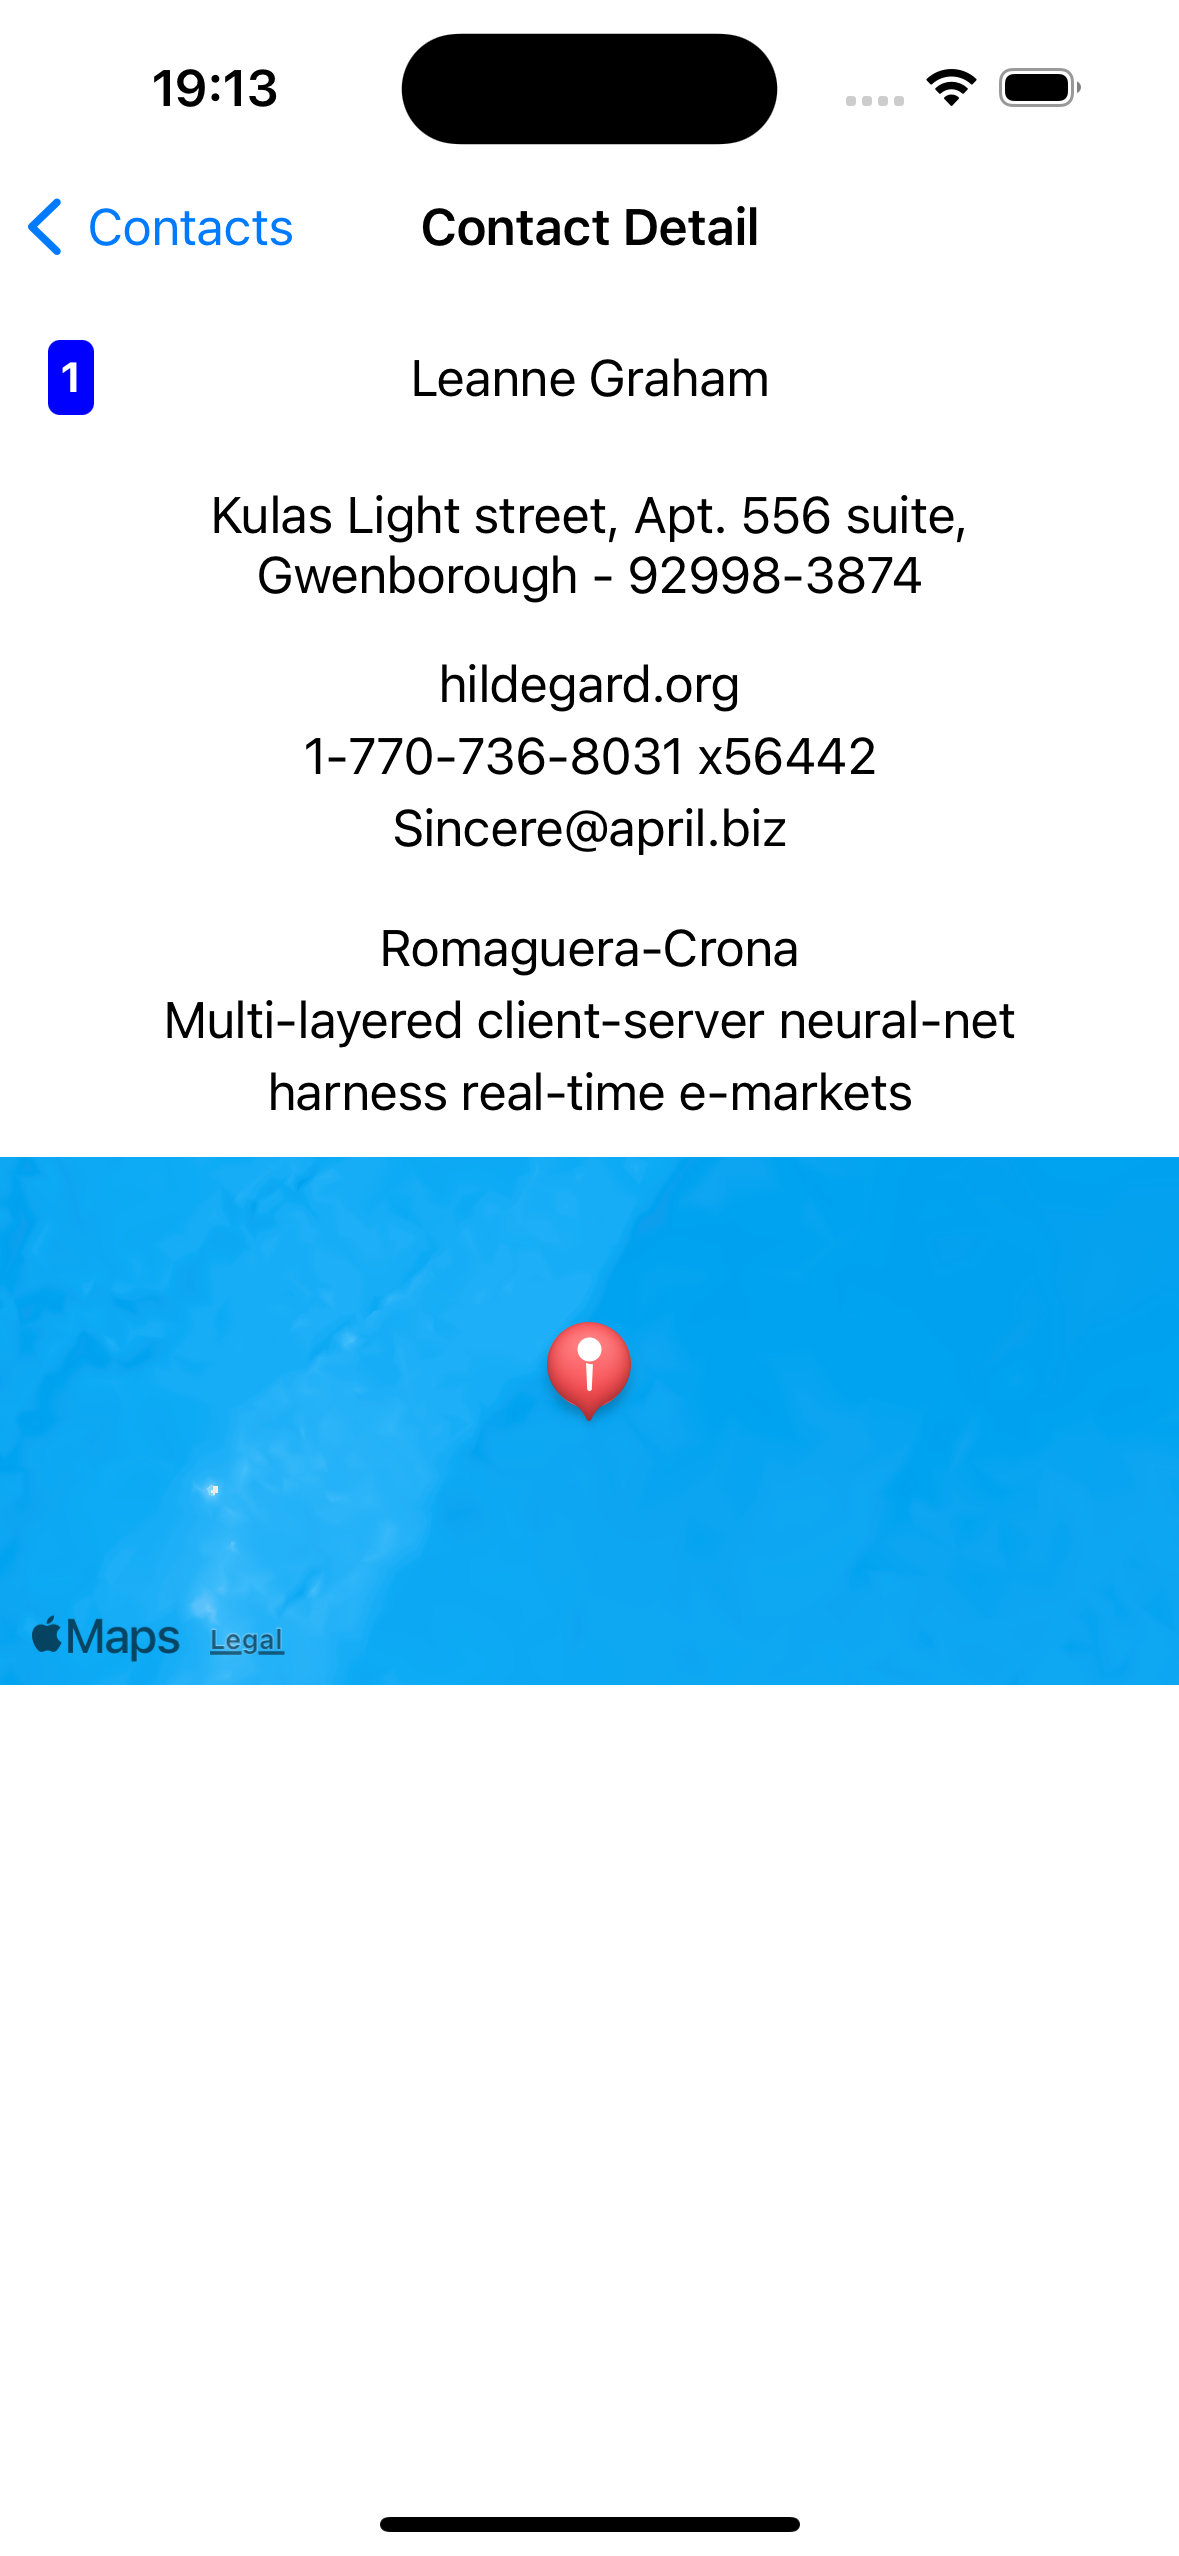 19:13
Contacts
Contact Detail
1
Leanne Graham
Kulas Light street, Apt. 556 suite,
Gwenborough - 92998-3874
hildegard.org
1-770-736-8031 x56442
Sincere@april.biz
Romaguera-Crona
Multi-layered client-server neural-net
harness real-time e-markets
Maps
Legal